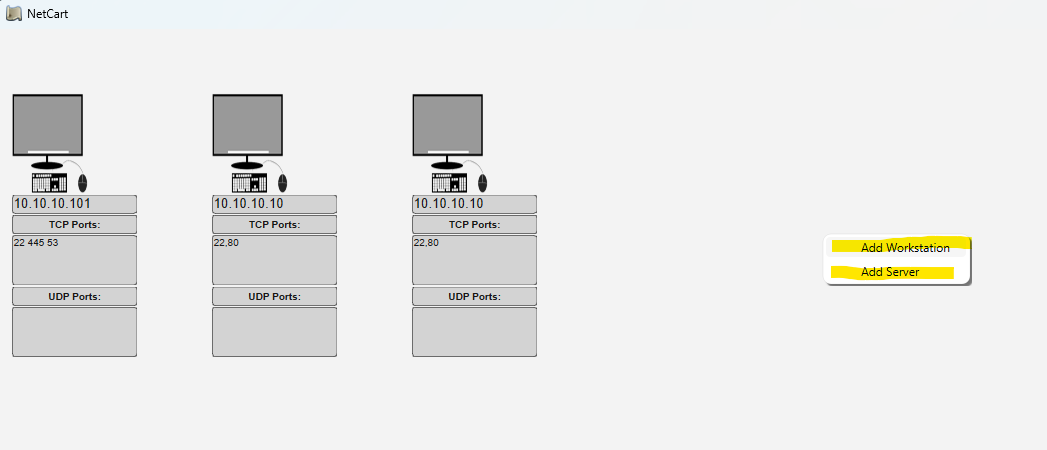 NetCart
10.10.10.101
10.10.10.10
10.10.10.10
TCP Ports:
TCP Ports:
TCP Ports:
22 445 53
22,80
22,80
Add Workstation
Add Server
UDP Ports:
UDP Ports:
UDP Ports: